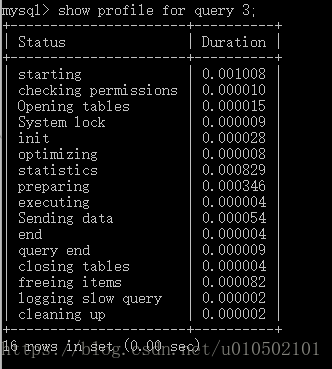 mysql> show profile for query 3;
+----------------------+----------+
| Status | Duration |
+----------------------+----------+
| starting | 0.001008 |
| checking permissions | 0.000010 |
| Opening tables | 0.000015 |
| System lock | 0.000009 |
| init | 0.000028 |
| optimizing | 0.000008 |
| statistics | 0.000829 |
| preparing | 0.000346 |
| executing | 0.000004 |
| Sending data | 0.000054 |
| end | 0.000004 |
| query end | 0.000009 |
| closing tables | 0.000004 |
| freeing items | 0.000082 |
| logging slow query | 0.000002 |
| cleaning up | 0.000002 |
+----------------------+----------+
16 rows in set (0.00 sec)
https://blog.csdn.net/u010502101